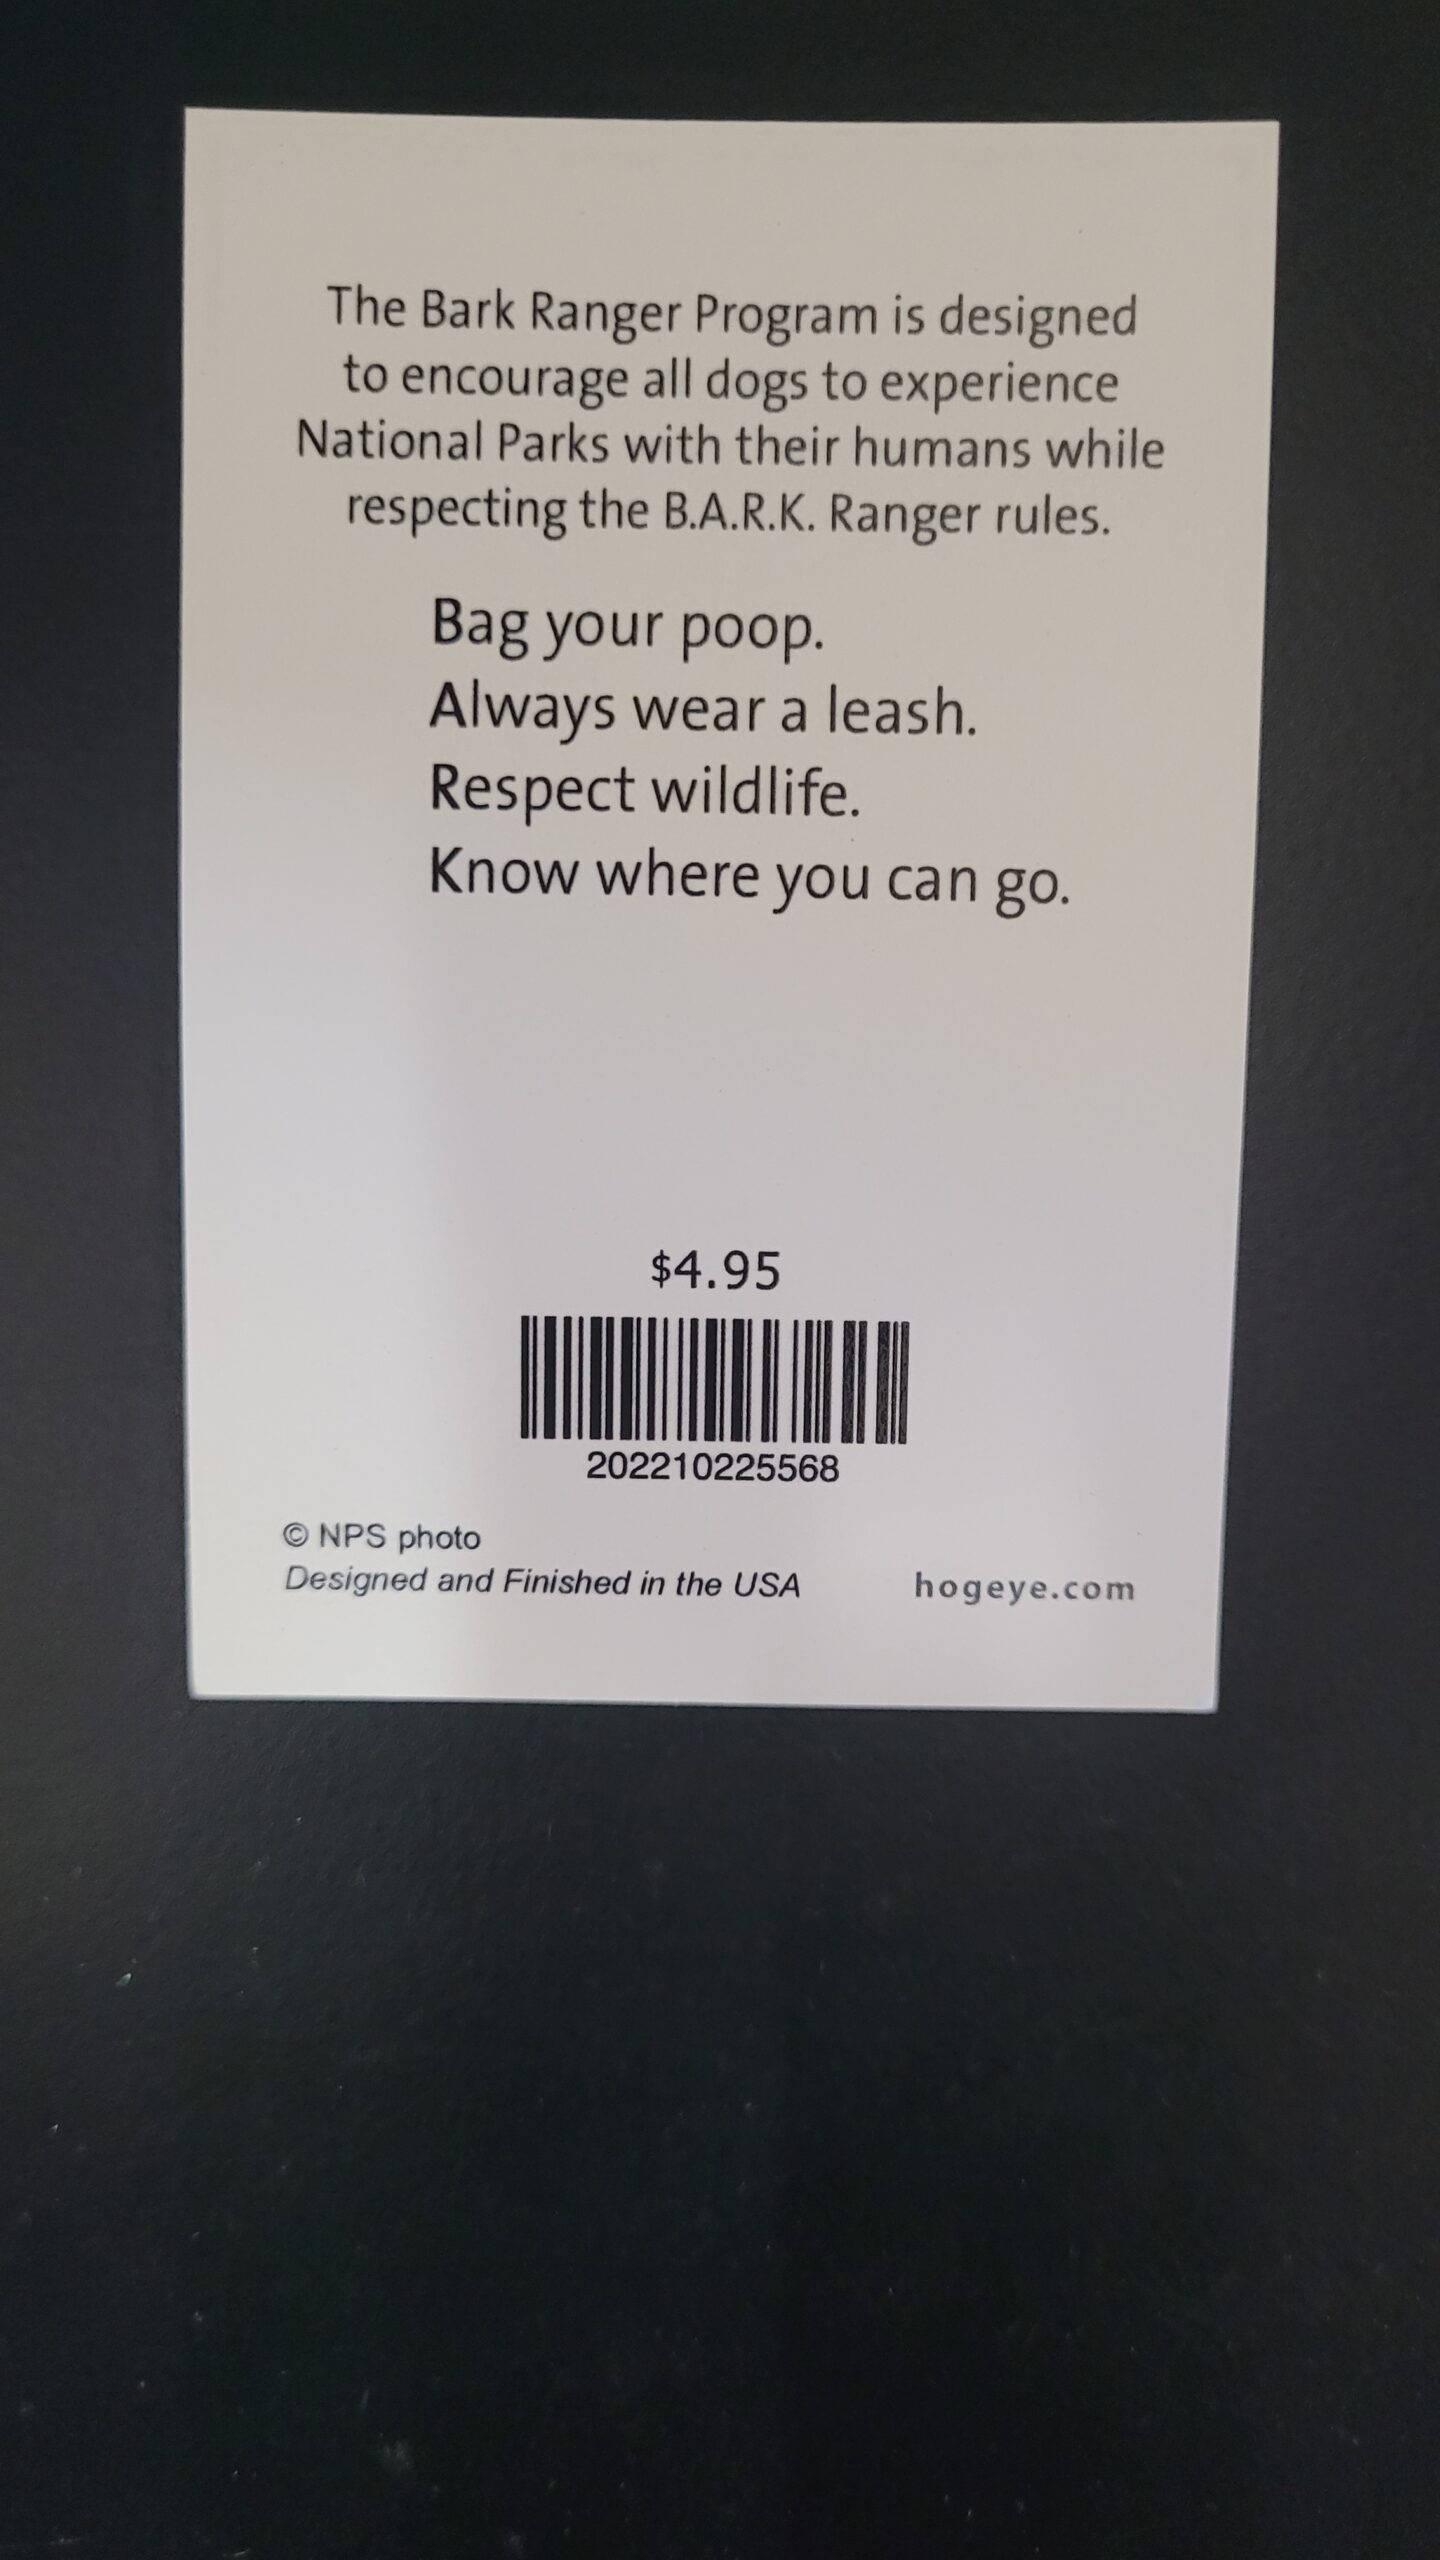 The Bark Ranger Program is designed
to encourage all dogs to experience
National Parks with their humans while
respecting the B.A.R.K. Ranger rules.
Bag your poop.
Always wear a leash.
Respect wildlife.
Know where you can go.
$4.95
202210225568
© NPS photo
Designed and Finished in the USA
hogeye.com